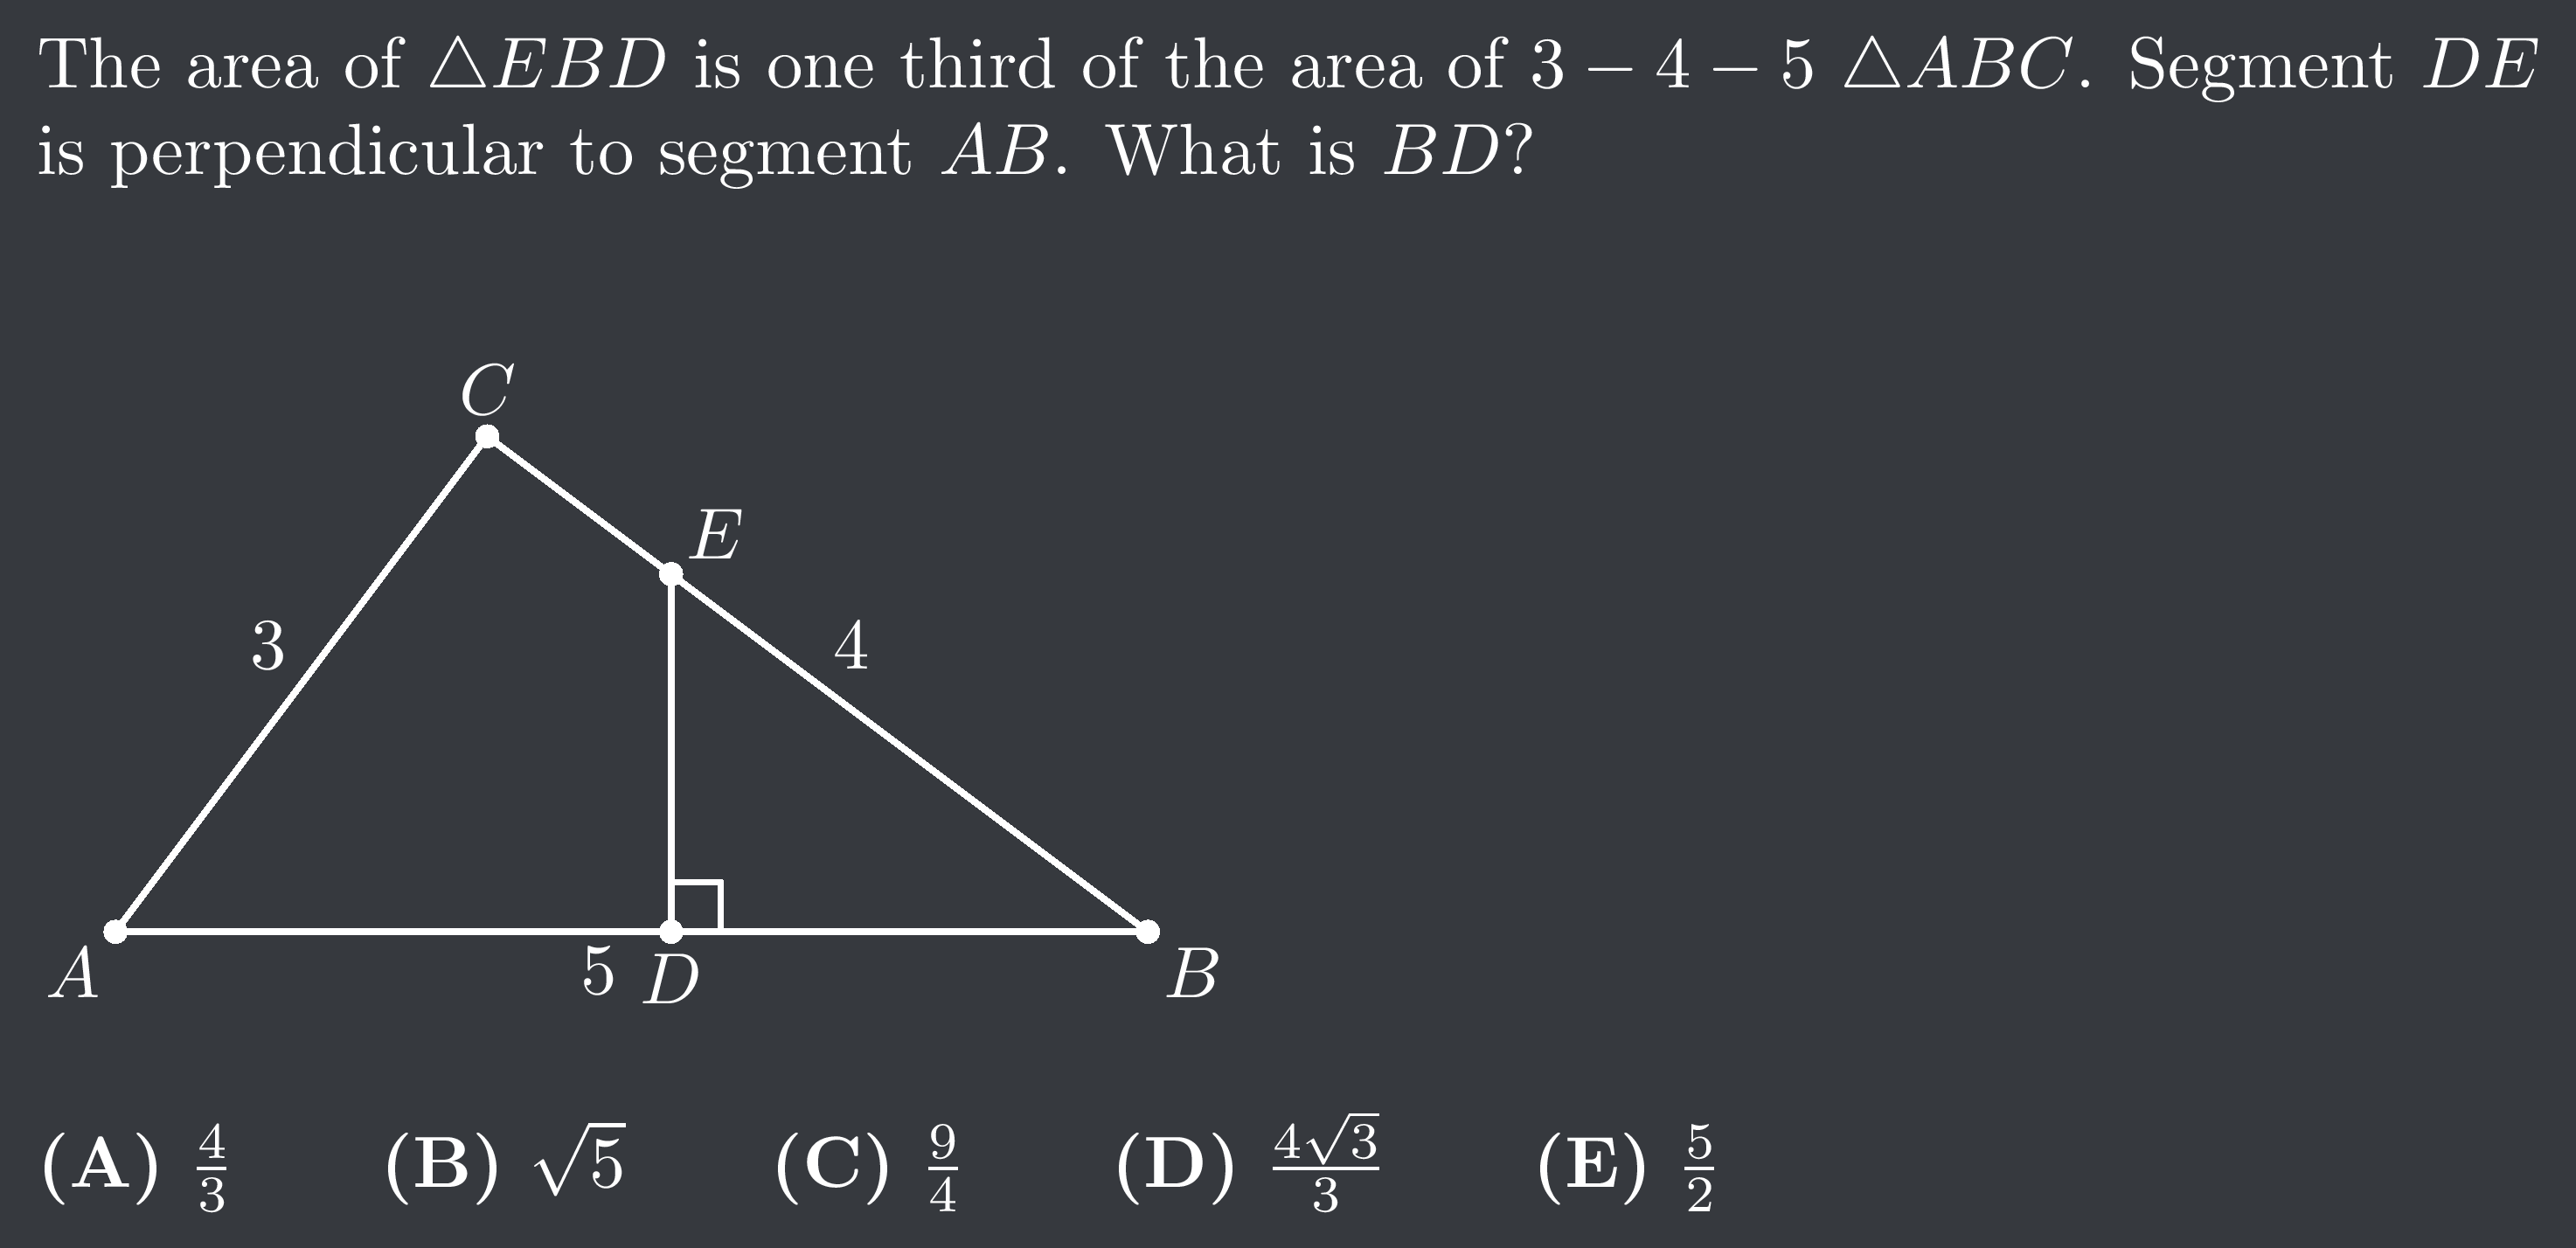 The area of △EBD is one third of the area of 3 − 4 − 5 △ABC. Segment DE
is perpendicular to segment AB. What is BD?
C
E
3
4
A
5
D
B
(A) 4/3 (B) √5 (C) 9/4 (D) 4√3/3 (E) 5/2